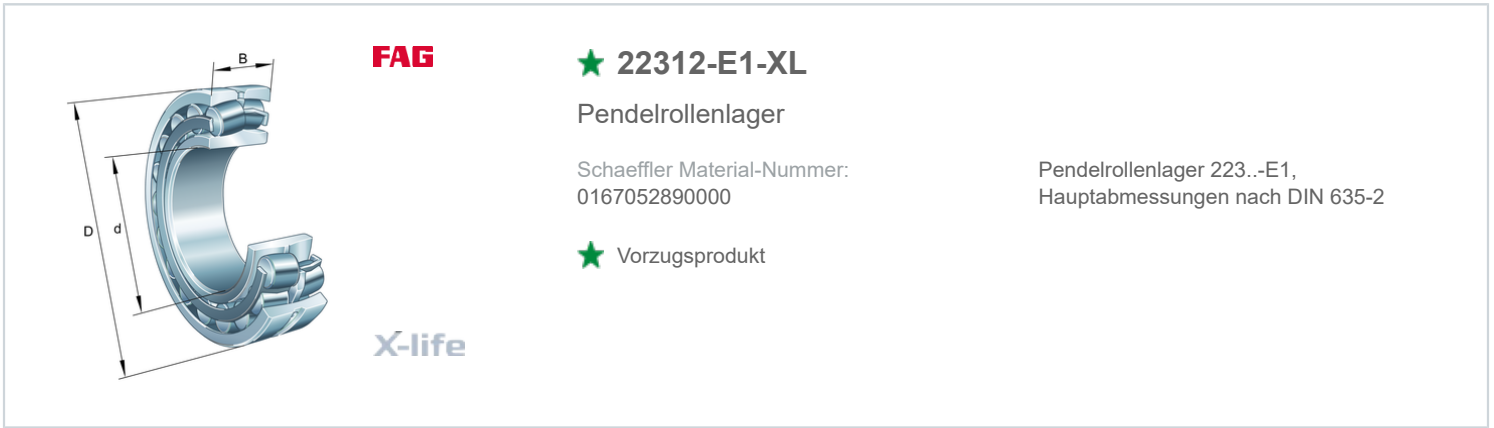 B
FAG
22312-E1-XL
Pendelrollenlager
Schaeffler Material-Nummer:
0167052890000
Pendelrollenlager 223..-E1,
Hauptabmessungen nach DIN 635-2
D
d
Vorzugsprodukt
X-life